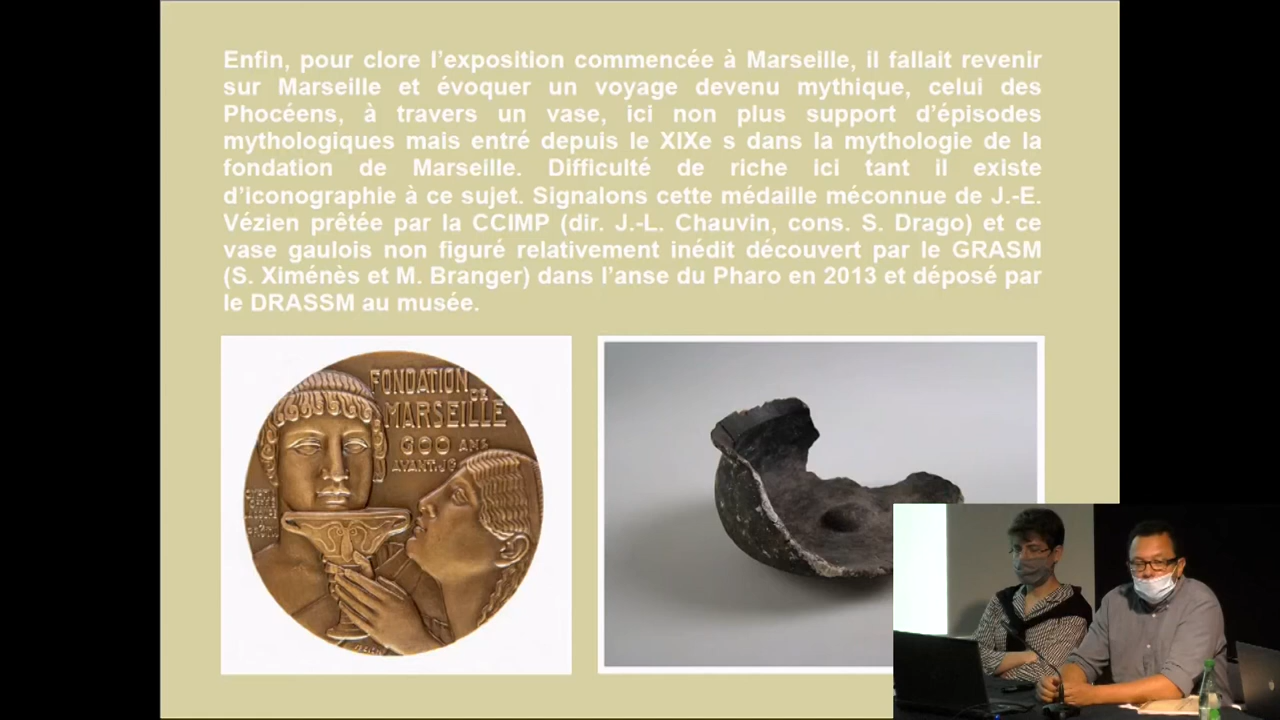 Enfin, pour clore l’exposition commencée à Marseille, il fallait revenir
sur Marseille et évoquer un voyage devenu mythique, celui des
Phocéens, à travers un vase, ici non plus support d’épisodes
mythologiques mais entré depuis le XIXe s dans la mythologie de la
fondation de Marseille. Difficulté de riche ici tant il existe
d’iconographie à ce sujet. Signalons cette médaille méconnue de J.-E.
Vézien prêtée par la CCIMP (dir. J.-L. Chauvin, cons. S. Drago) et ce
vase gaulois non figuré relativement inédit découvert par le GRASM
(S. Ximénès et M. Branger) dans l’anse du Pharo en 2013 et déposé par
le DRASSM au musée.
FONDATION
DE
MARSEILLE
600 ANS
AVANT·JC